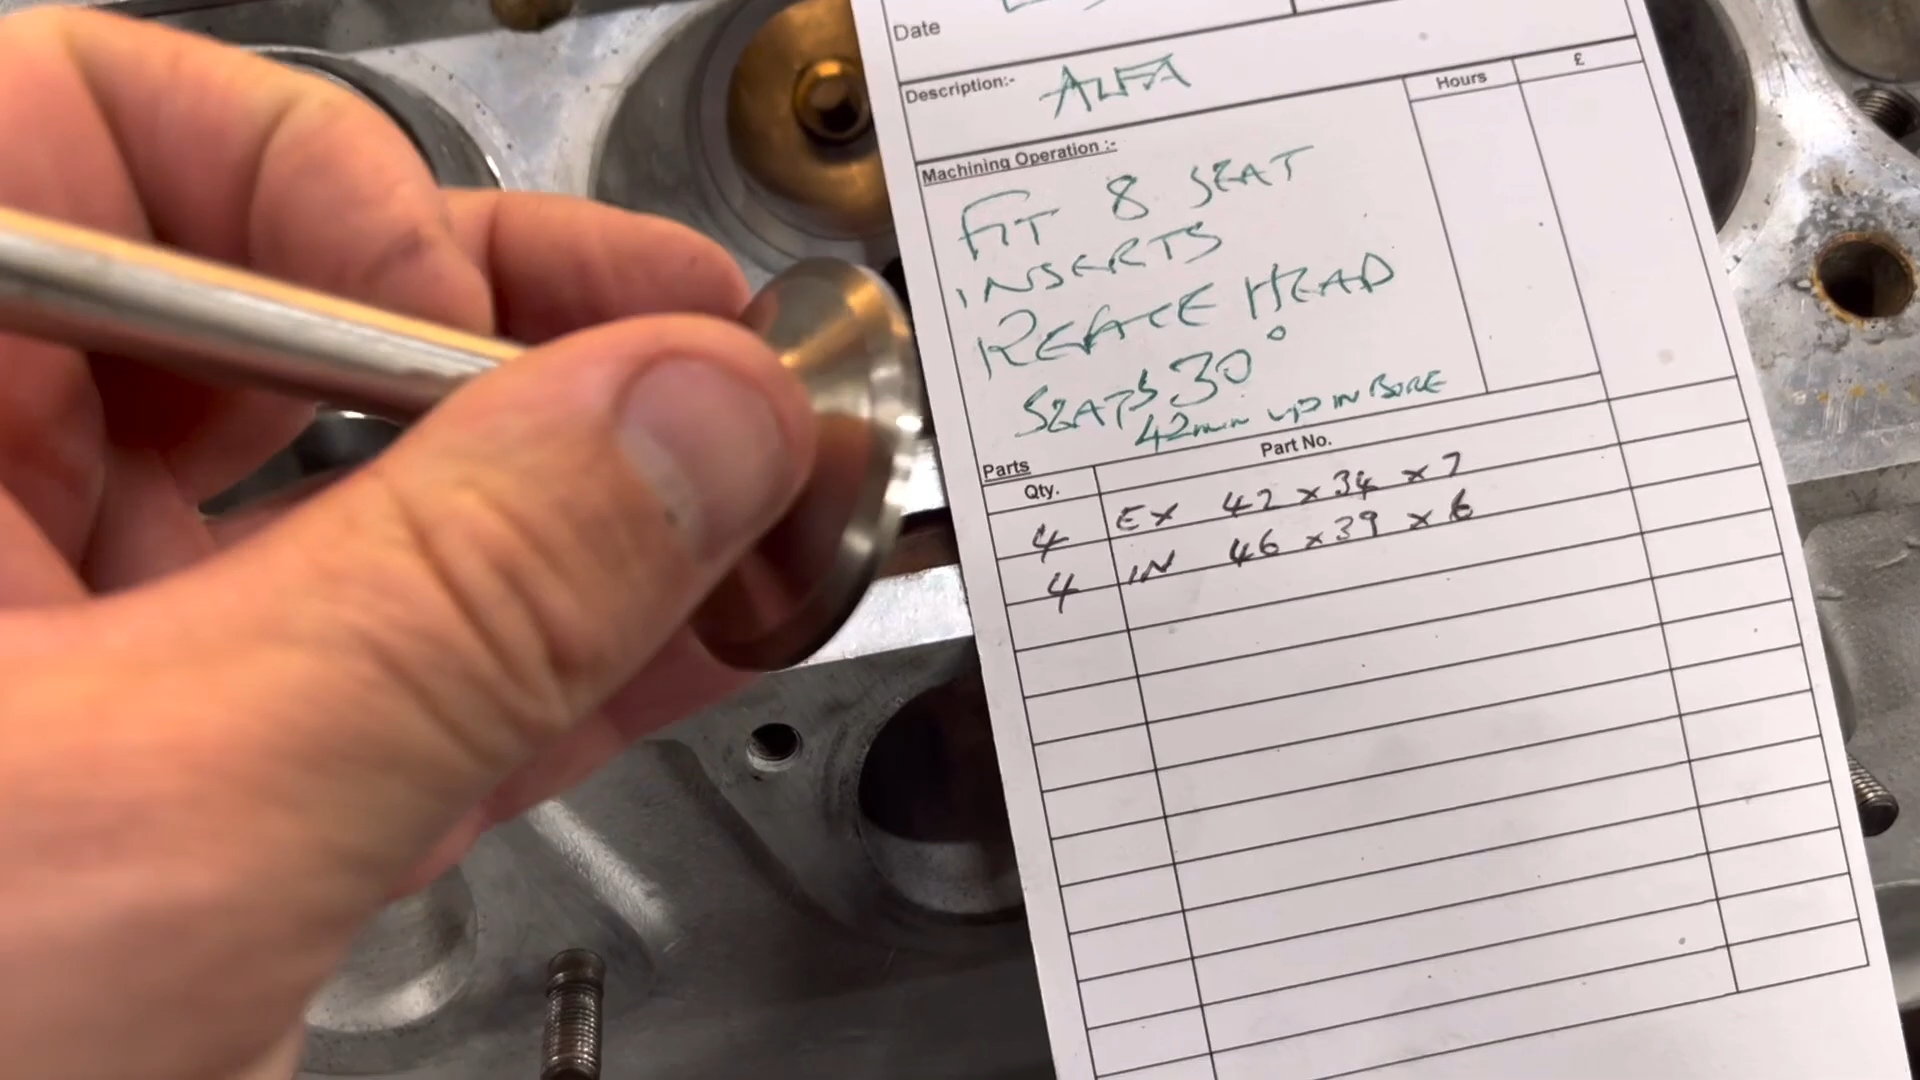 Date
Description:- ALFA
Hours £
Machining Operation :-
FIT 8 SEAT
INSERTS
REFACE HEAD
SEATS 30°
42mm UP IN BORE
Parts
Qty. Part No.
4 EX 42 x 34 x 7
4 IN 46 x 39 x 6